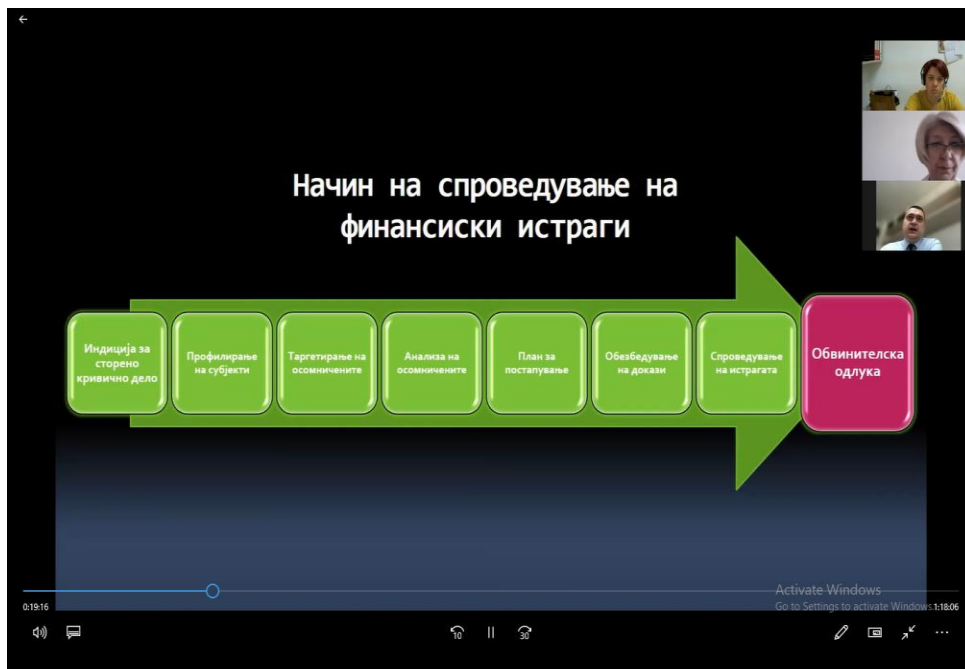 Начин на спроведување на
финансиски истраги
Индиција за
сторено
кривично дело
Профилирање
на субјекти
Таргетирање на
осомничените
Анализа на
осомничените
План за
постапување
Обезбедување
на докази
Спроведување
на истрагата
Обвинителска
одлука
Activate Windows
Go to Settings to activate Windows.
0:19:16
1:18:06
10
30